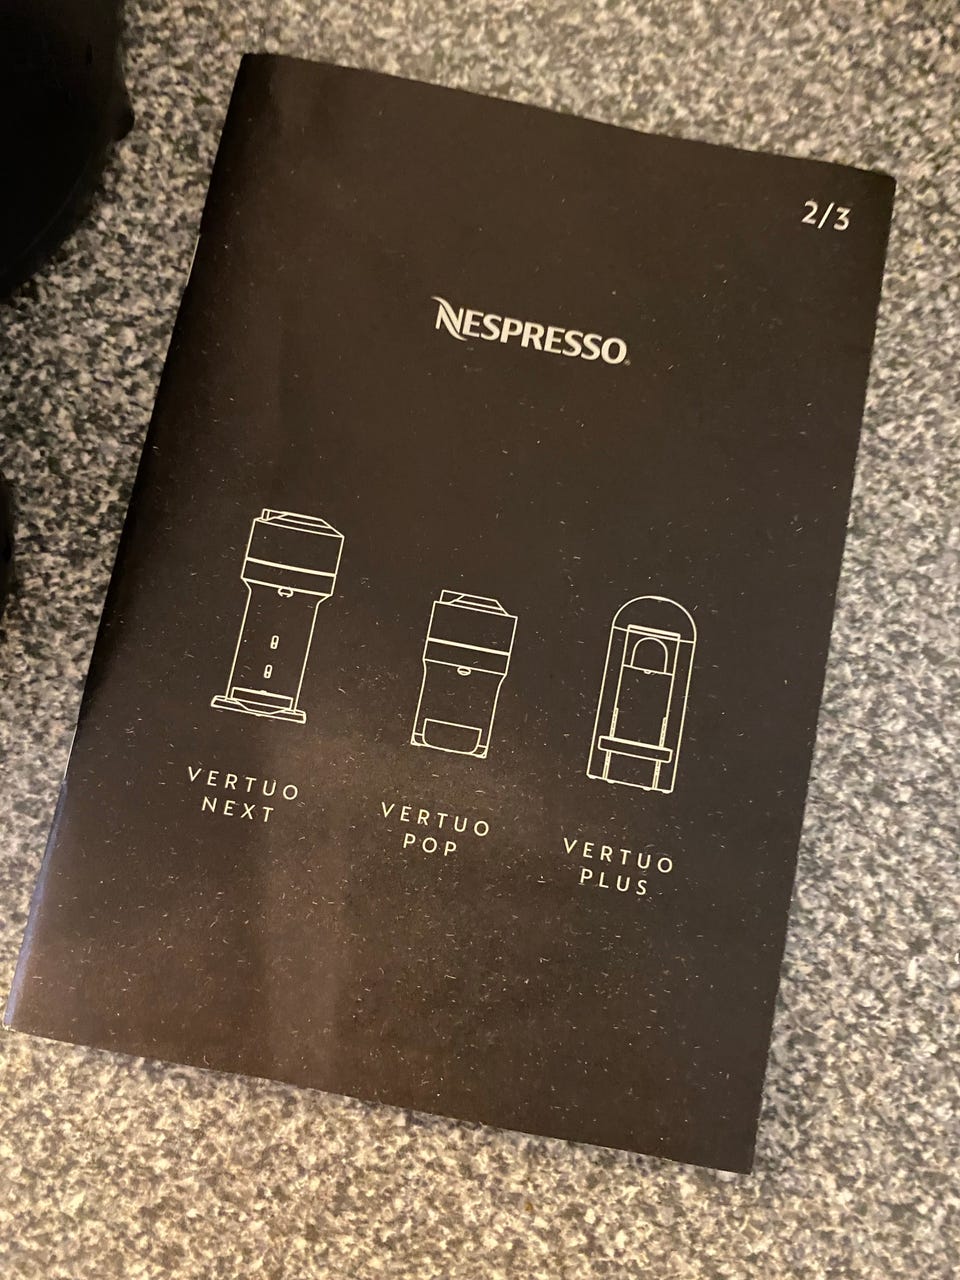 2/3
NESPRESSO
VERTUO
NEXT
VERTUO
POP
VERTUO
PLUS